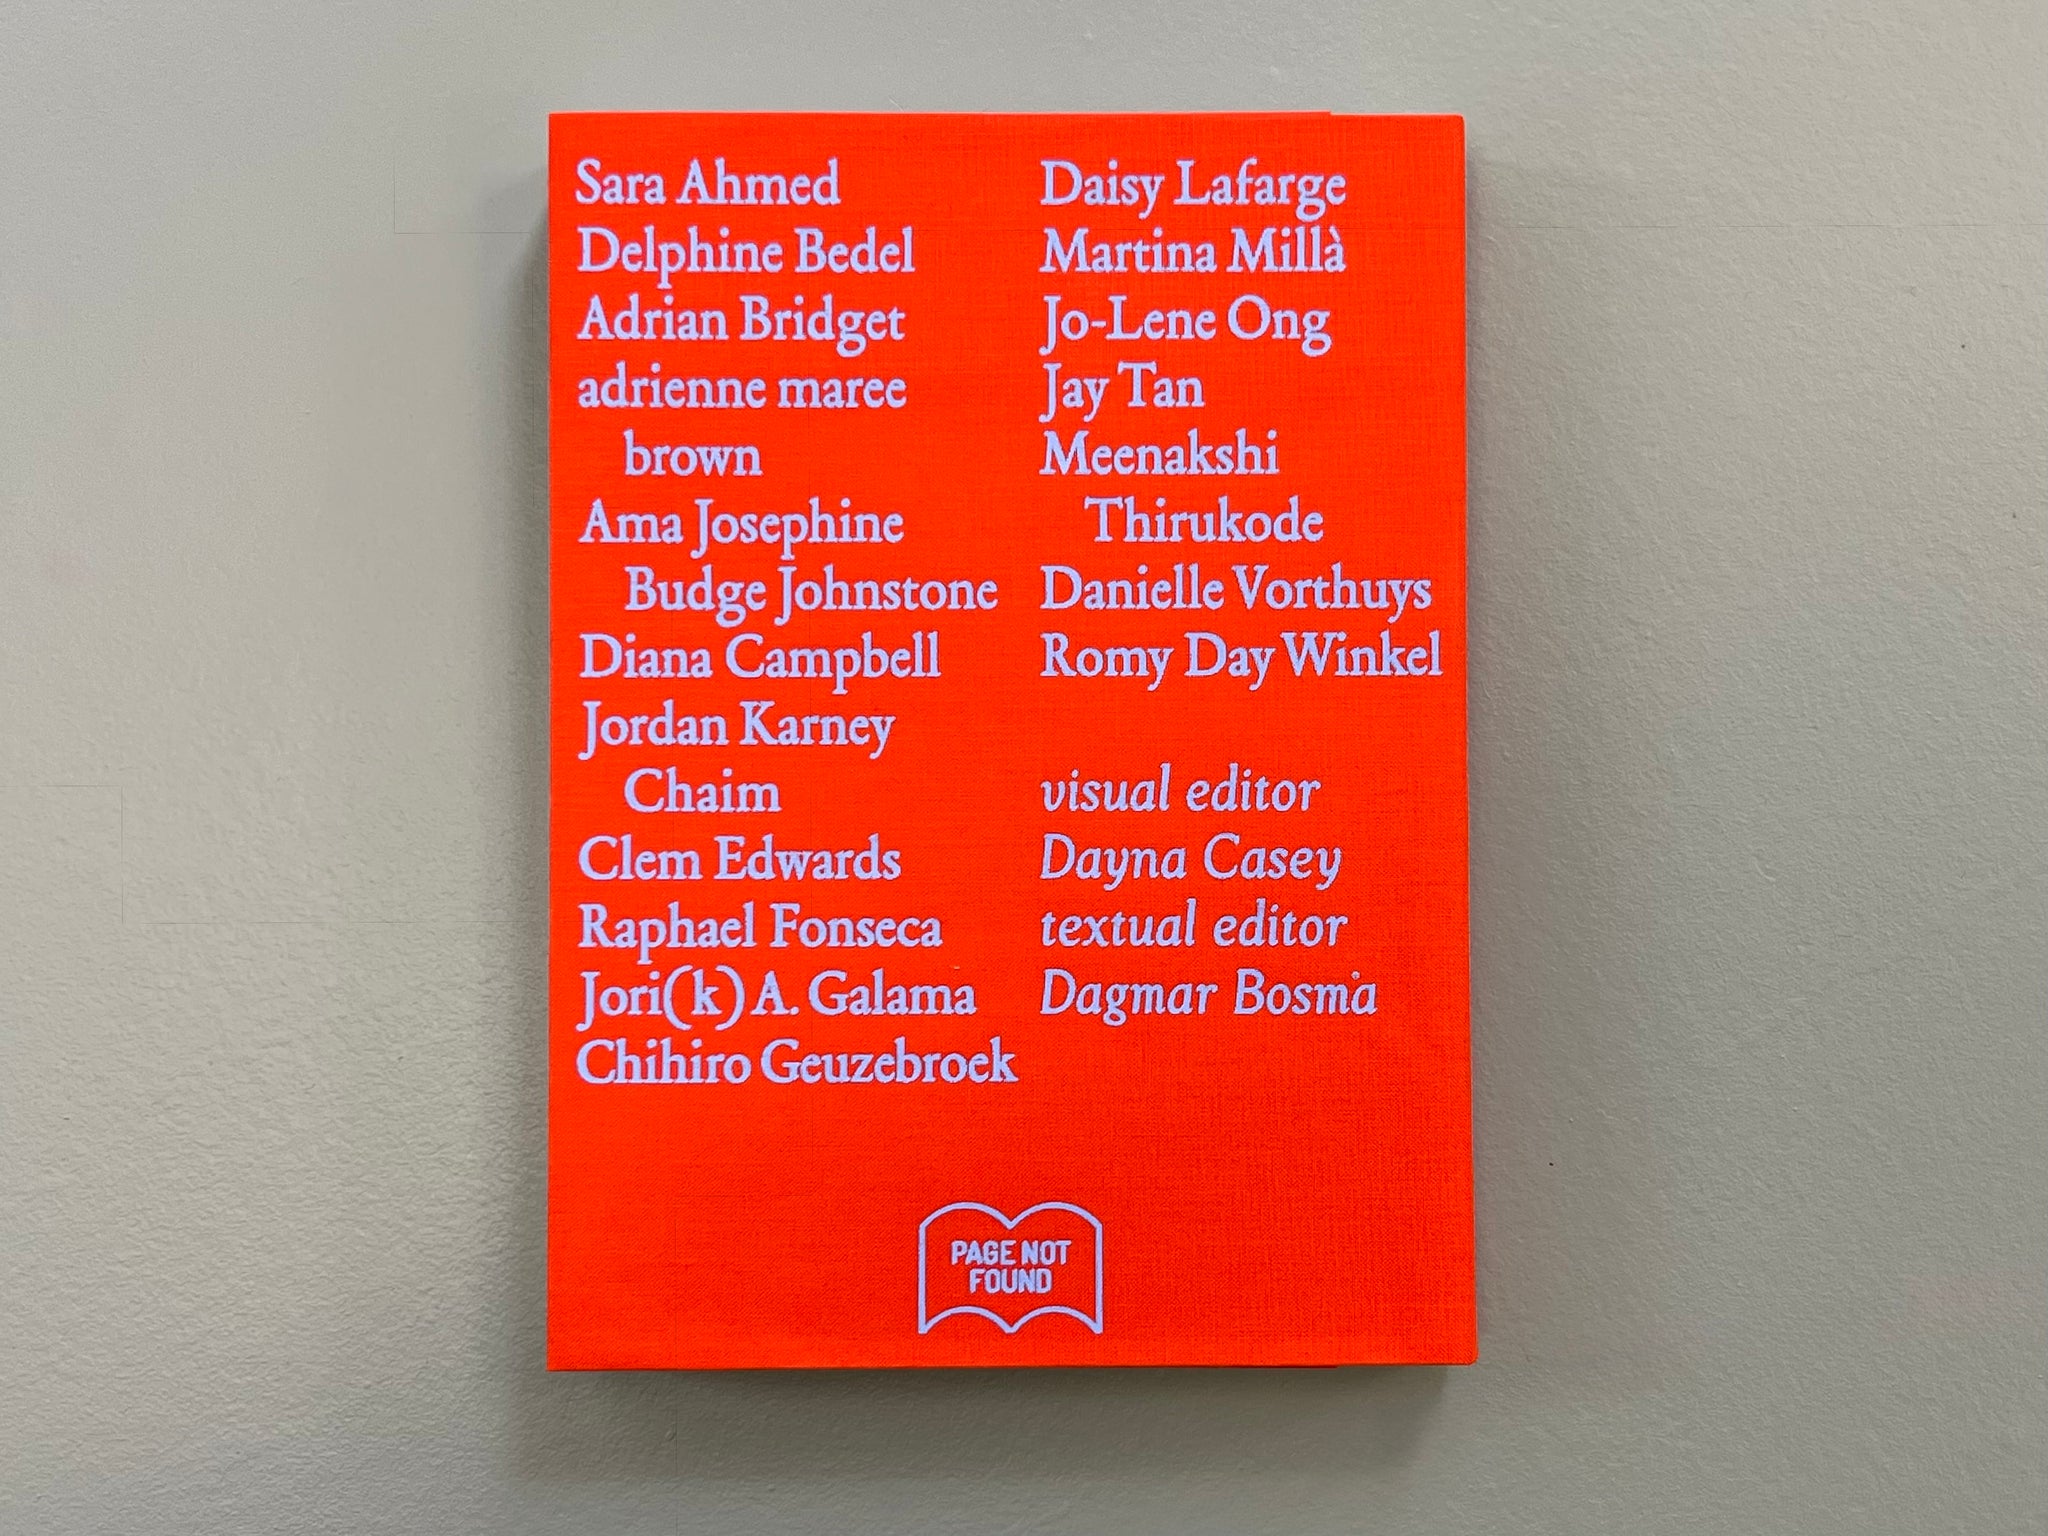 Sara Ahmed
Delphine Bedel
Adrian Bridget
adrienne maree
brown
Ama Josephine
Budge Johnstone
Diana Campbell
Jordan Karney
Chaim
Clem Edwards
Raphael Fonseca
Jori(k) A. Galama
Chihiro Geuzebroek
Daisy Lafarge
Martina Millà
Jo-Lene Ong
Jay Tan
Meenakshi
Thirukode
Danielle Vorthuys
Romy Day Winkel
visual editor
Dayna Casey
textual editor
Dagmar Bosma
PAGE NOT
FOUND